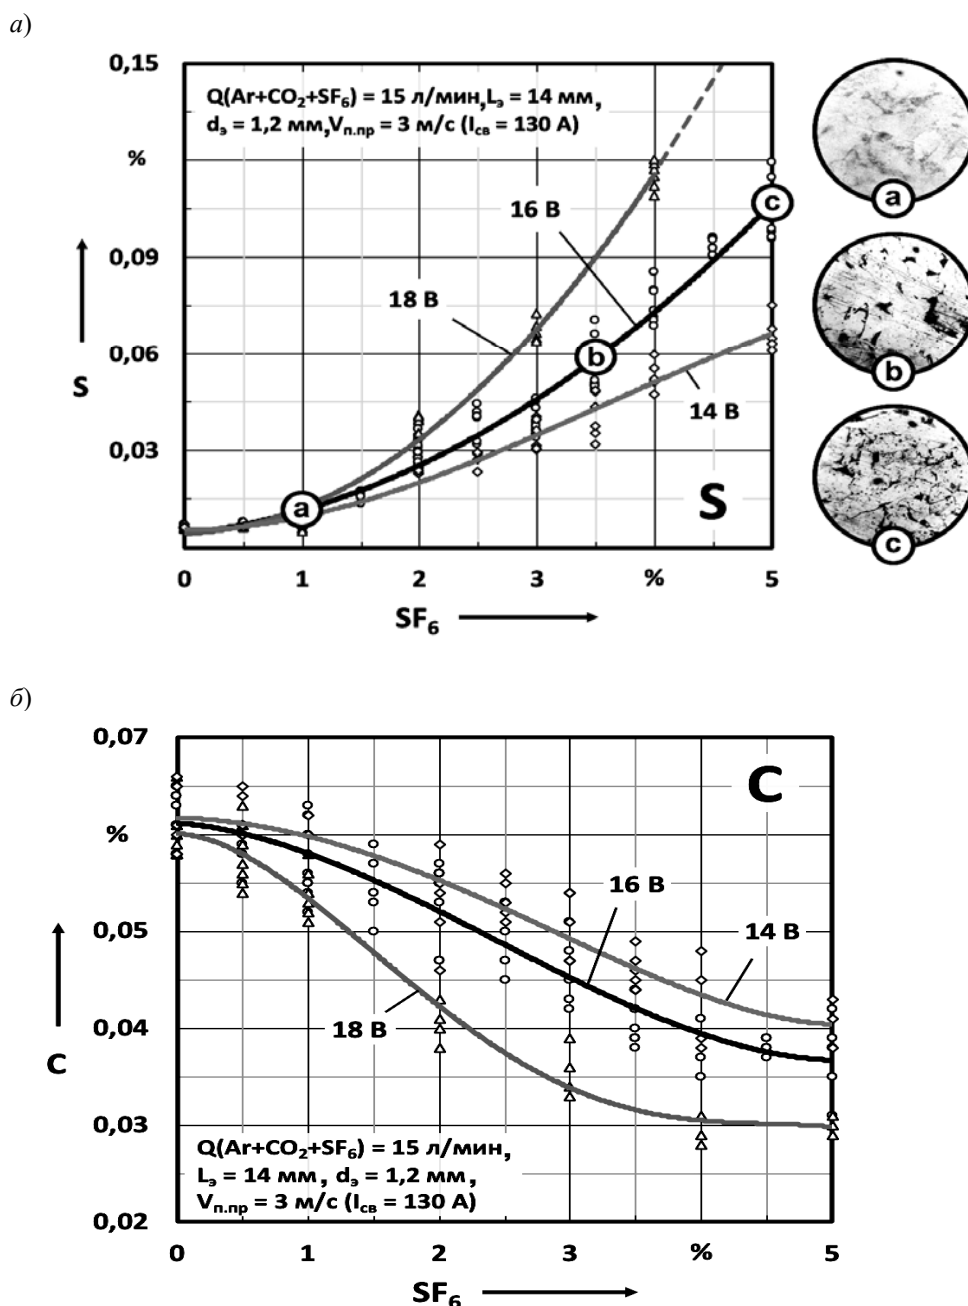 а)
0,15
Q(Ar+CO₂+SF₆) = 15 л/мин, Lэ = 14 мм,
dэ = 1,2 мм, Vп.пр = 3 м/с (Iсв = 130 А)
%
a
16 В
c
0,09
18 В
b
0,06
b
S
14 В
0,03
a
S
c
0 1 2 3 % 5
SF₆
б)
0,07
C
%
16 В
0,05
14 В
18 В
0,04
C
0,03
Q(Ar+CO₂+SF₆) = 15 л/мин,
Lэ = 14 мм, dэ = 1,2 мм,
Vп.пр = 3 м/с (Iсв = 130 А)
0,02
0 1 2 3 % 5
SF₆